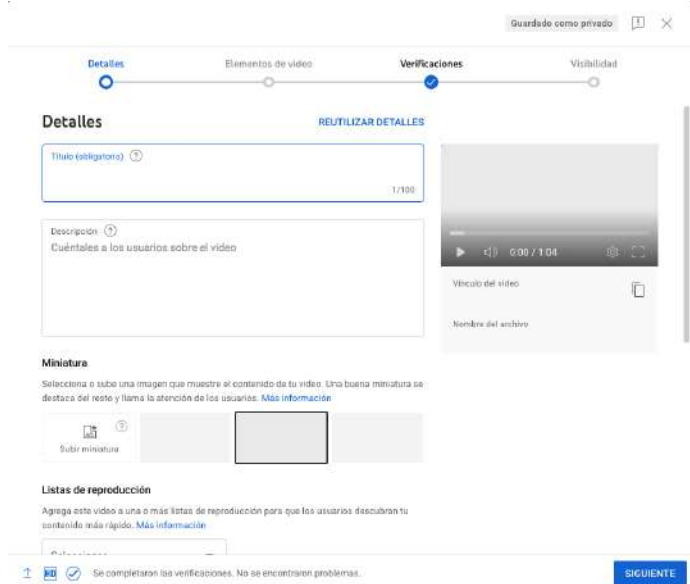 Guardado como privado
Detalles
Elementos de video
Verificaciones
Visibilidad
Detalles
REUTILIZAR DETALLES
Título (obligatorio)
1/100
Descripción
Cuéntales a los usuarios sobre el video
0:00 / 1:04
Vínculo del video
Nombre del archivo
Miniatura
Selecciona o sube una imagen que muestre el contenido de tu video. Una buena miniatura se
destaca del resto y llama la atención de los usuarios. Más información
Subir miniatura
Listas de reproducción
Agrega este video a una o más listas de reproducción para que los usuarios descubran tu
contenido más rápido. Más información
HD
Se completaron las verificaciones. No se encontraron problemas.
SIGUIENTE